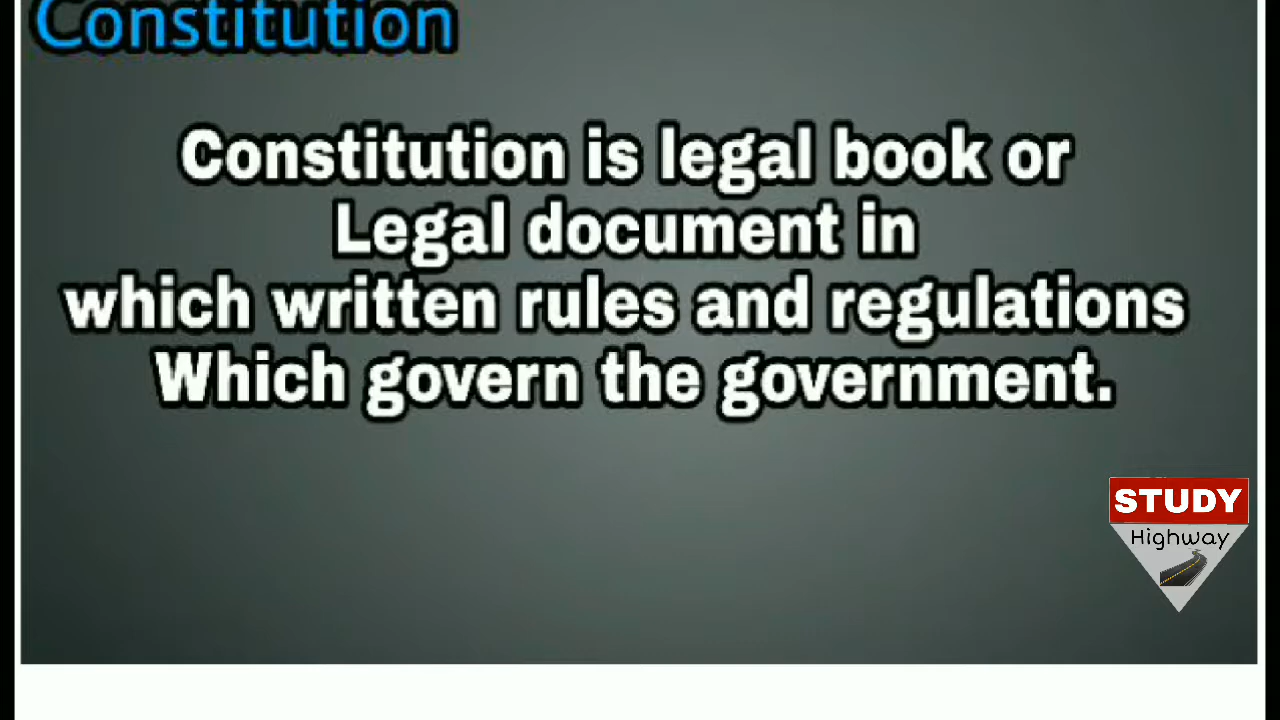 Constitution
Constitution is legal book or
Legal document in
which written rules and regulations
Which govern the government.
STUDY
Highway